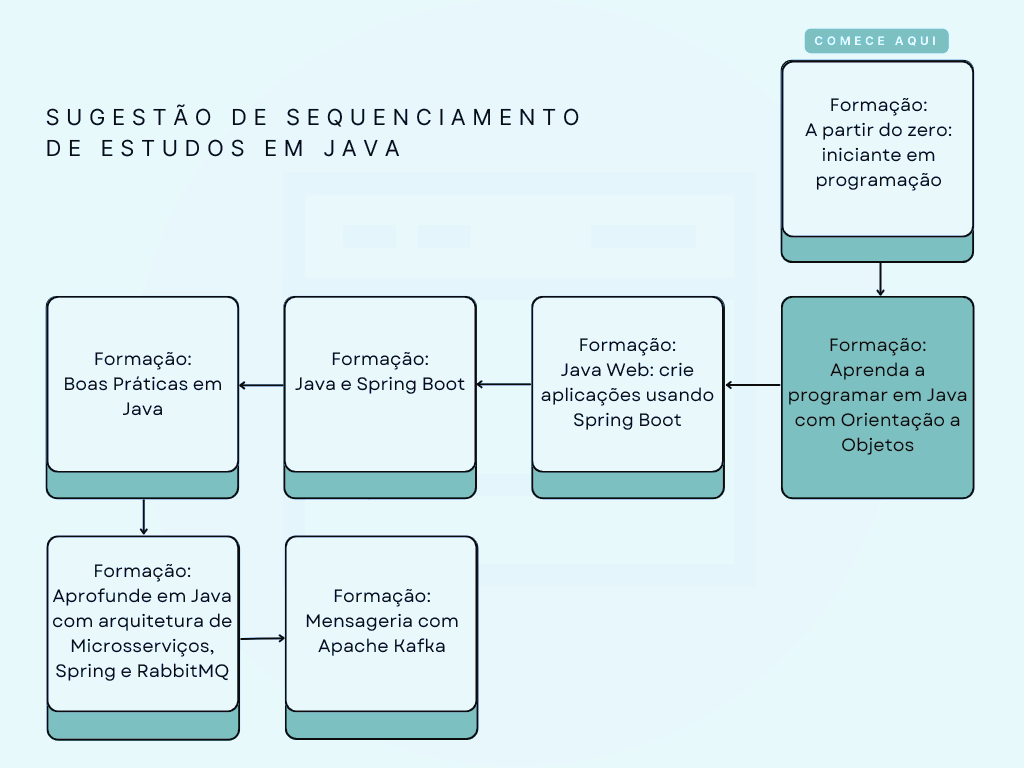 COMECE AQUI
SUGESTÃO DE SEQUENCIAMENTO
DE ESTUDOS EM JAVA
Formação:
A partir do zero:
iniciante em
programação
Formação:
Aprenda a
programar em Java
com Orientação a
Objetos
Formação:
Java Web: crie
aplicações usando
Spring Boot
Formação:
Java e Spring Boot
Formação:
Boas Práticas em
Java
Formação:
Aprofunde em Java
com arquitetura de
Microsserviços,
Spring e RabbitMQ
Formação:
Mensageria com
Apache Kafka